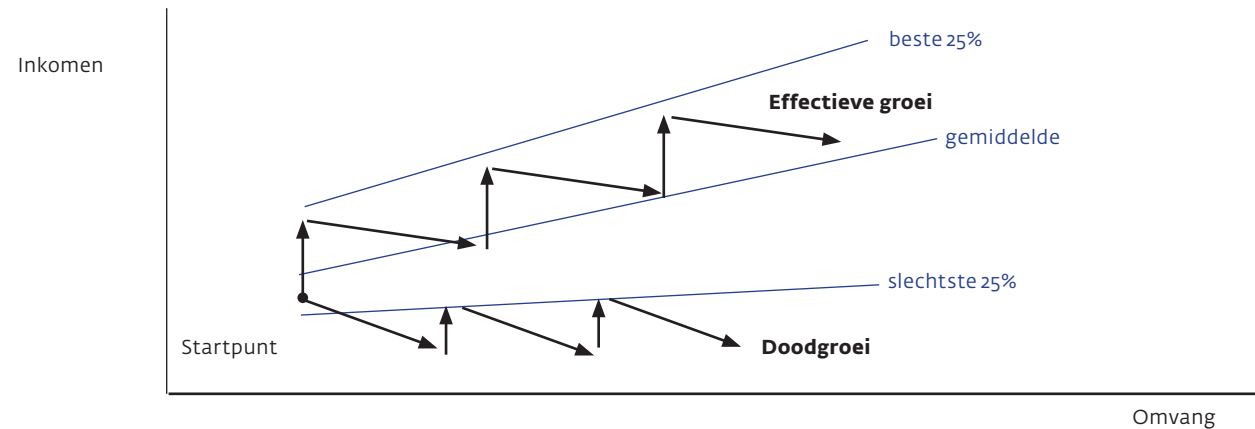 beste 25%
Inkomen
Effectieve groei
gemiddelde
slechtste 25%
Startpunt
Doodgroei
Omvang